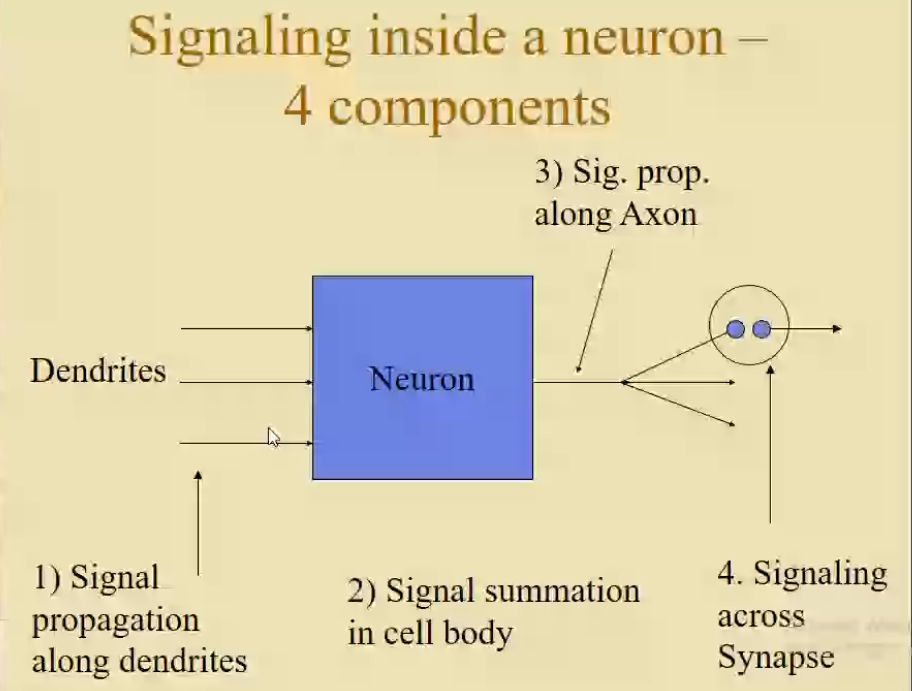 Signaling inside a neuron –
4 components
3) Sig. prop.
along Axon
Dendrites
Neuron
1) Signal
propagation
along dendrites
2) Signal summation
in cell body
4. Signaling
across
Synapse